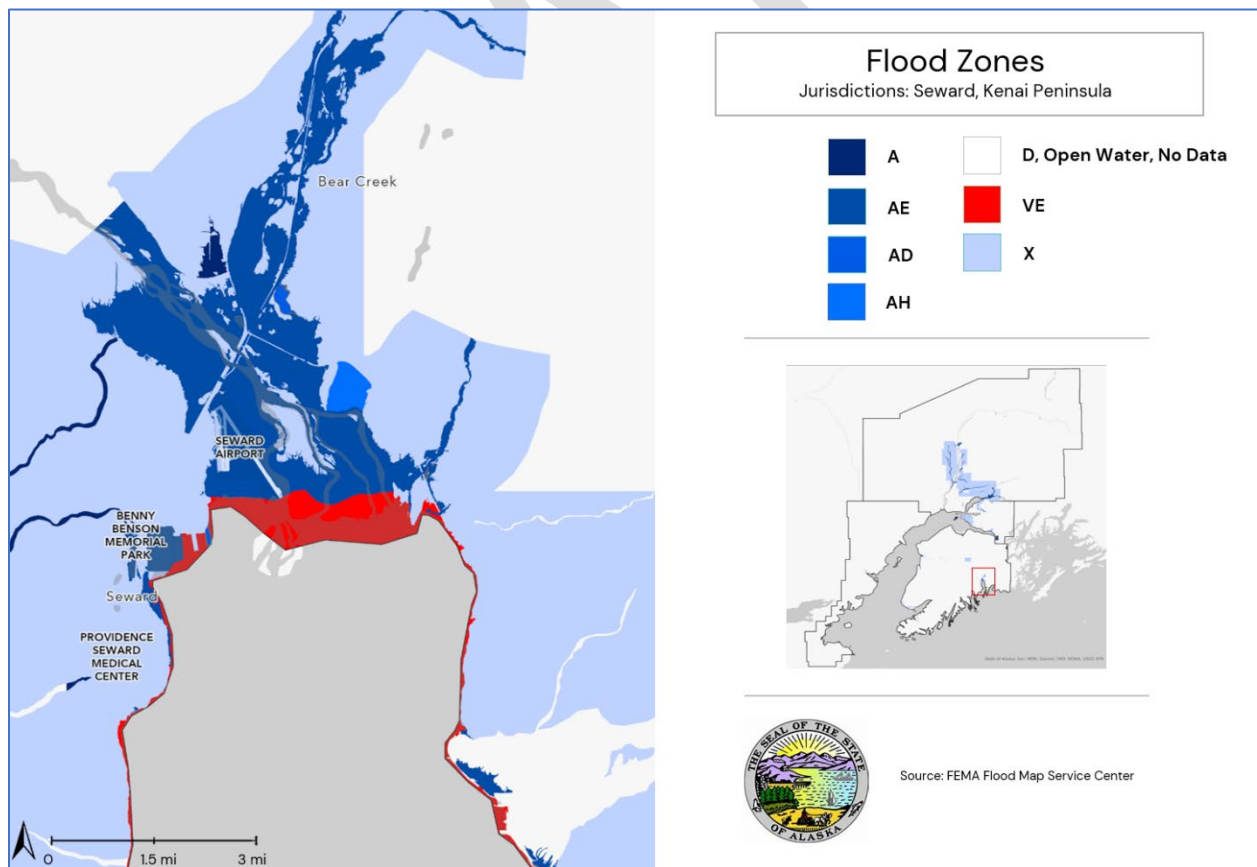 Flood Zones
Jurisdictions: Seward, Kenai Peninsula
A
D, Open Water, No Data
AE
VE
AD
X
AH
Bear Creek
SEWARD
AIRPORT
BENNY
BENSON
MEMORIAL
PARK
Seward
PROVIDENCE
SEWARD
MEDICAL
CENTER
0
1.5 mi
3 mi
THE SEAL OF THE STATE
OF ALASKA
Source: FEMA Flood Map Service Center